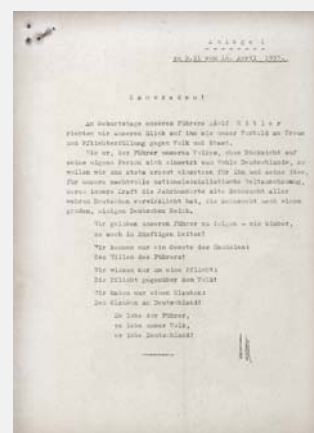 Anlage 1
zu R.31 vom 16. April 1937.
Kameraden!
Am Geburtstage unseres Führers Adolf Hitler
richten wir unseren Blick auf ihn als unser Vorbild an Treue
und Pflichterfüllung gegen Volk und Staat.
Wie er, der Führer unseres Volkes, ohne Rücksicht auf
seine eigene Person sich einsetzt zum Wohle Deutschlands, so
wollen wir uns stets erneut einsetzen für ihn und seine Idee,
für unsere machtvolle nationalsozialistische Weltanschauung,
deren innere Kraft die Jahrhunderte alte Sehnsucht aller
wahren Deutschen verwirklicht hat, die Sehnsucht nach einem
großen, einigen Deutschen Reich.
Wir geloben unserem Führer zu folgen - wie bisher,
so auch in künftigen Zeiten!
Wir kennen nur ein Gesetz des Handelns:
Den Willen des Führers!
Wir wissen nur um eine Pflicht:
Die Pflicht gegenüber dem Volk!
Wir haben nur einen Glauben:
Den Glauben an Deutschland!
Es lebe der Führer,
es lebe unser Volk,
es lebe Deutschland!